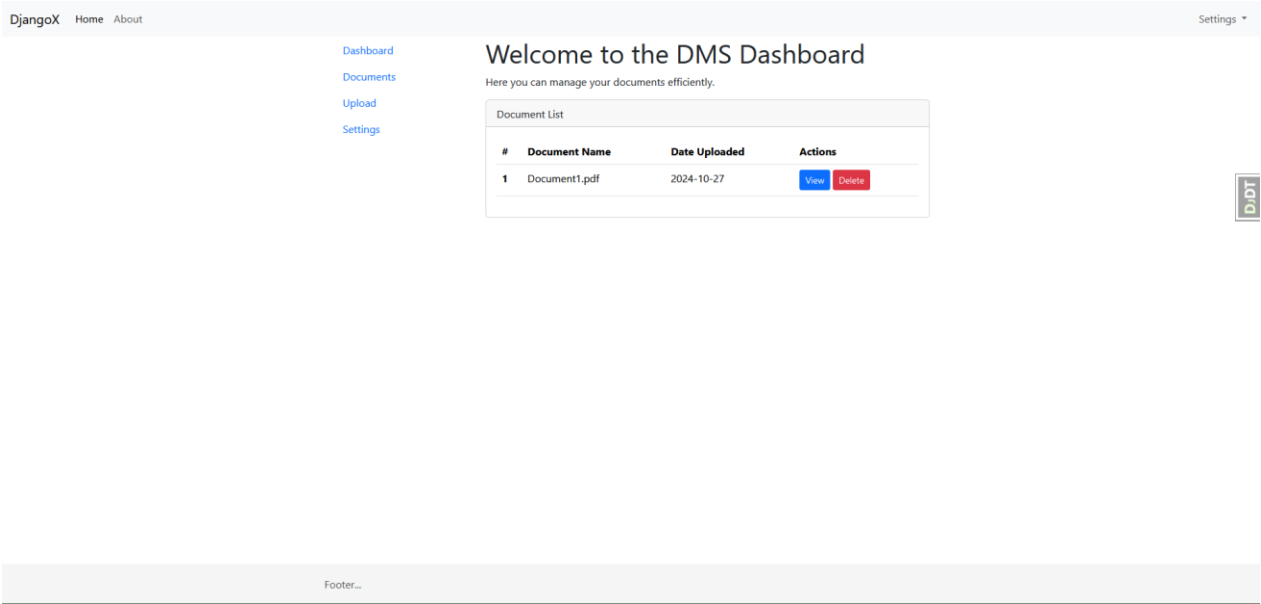 DjangoX Home About Settings
Dashboard
Documents
Upload
Settings
Welcome to the DMS Dashboard
Here you can manage your documents efficiently.
Document List
# Document Name Date Uploaded Actions
1 Document1.pdf 2024-10-27 View Delete
DjDT
Footer...